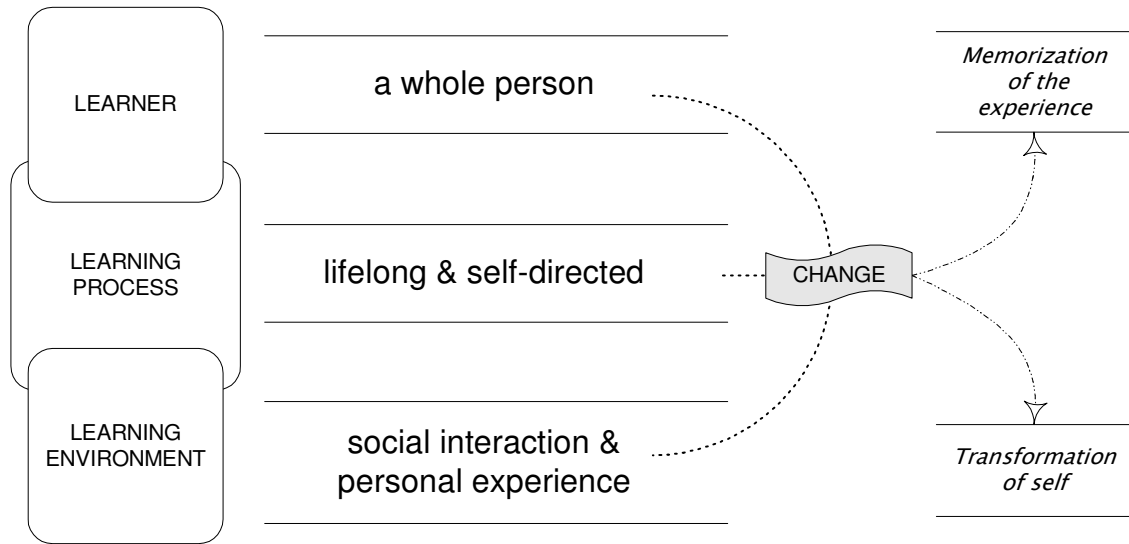 LEARNER
a whole person
Memorization
of the
experience
LEARNING
PROCESS
lifelong & self-directed
CHANGE
LEARNING
ENVIRONMENT
social interaction &
personal experience
Transformation
of self